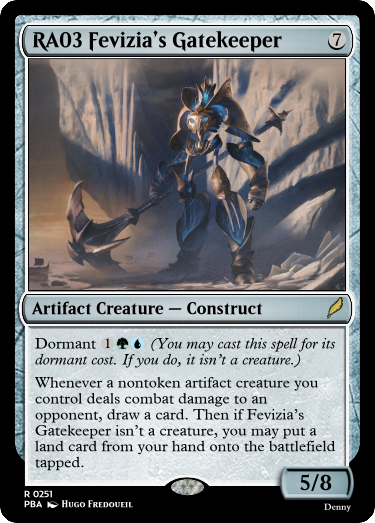 RA03 Fevizia's Gatekeeper 7
Artifact Creature — Construct
Dormant 1 (You may cast this spell for its
dormant cost. If you do, it isn't a creature.)
Whenever a nontoken artifact creature you
control deals combat damage to an
opponent, draw a card. Then if Fevizia's
Gatekeeper isn't a creature, you may put a
land card from your hand onto the battlefield
tapped.
5/8
R 0251
PBA Hugo Fredoueil
Denny